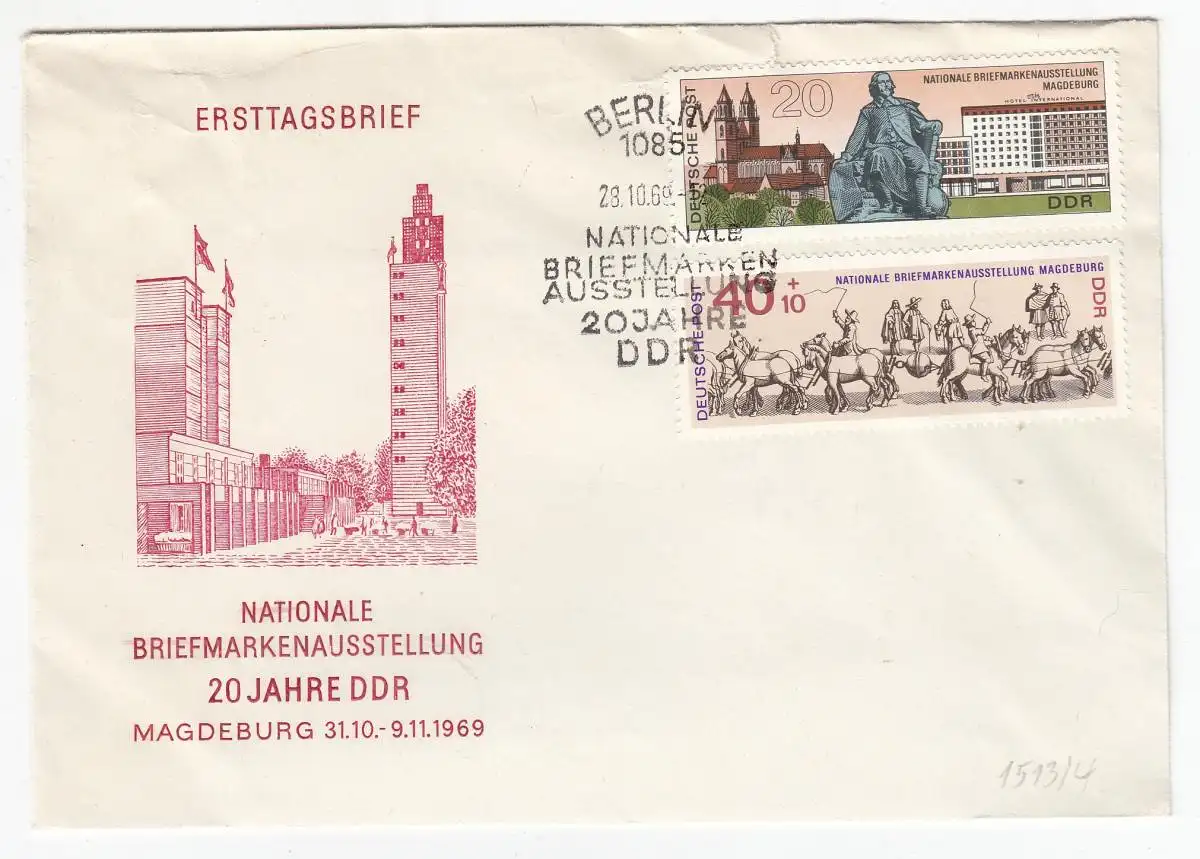 ERSTTAGSBRIEF
NATIONALE
BRIEFMARKENAUSSTELLUNG
20 JAHRE DDR
MAGDEBURG 31.10.-9.11.1969
BERLIN
1085
28.10.69.-
NATIONALE
BRIEFMARKEN
AUSSTELLUNG
20 JAHRE
DDR
DEUTSCHE POST
20
NATIONALE BRIEFMARKENAUSSTELLUNG
MAGDEBURG
HOTEL INTERNATIONAL
DDR
DEUTSCHE POST
40+10
NATIONALE BRIEFMARKENAUSSTELLUNG MAGDEBURG
DDR
1513/4